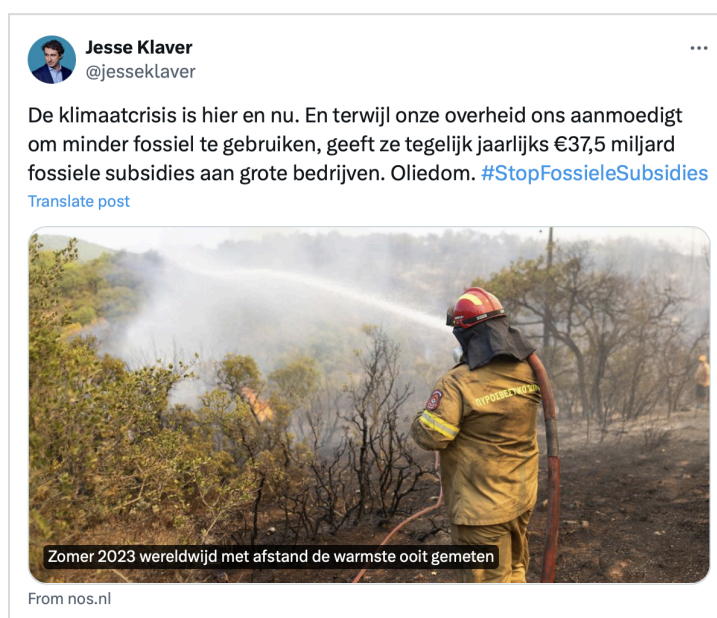 Jesse Klaver
@jesseklaver
De klimaatcrisis is hier en nu. En terwijl onze overheid ons aanmoedigt
om minder fossiel te gebruiken, geeft ze tegelijk jaarlijks €37,5 miljard
fossiele subsidies aan grote bedrijven. Oliedom. #StopFossieleSubsidies
Translate post
Zomer 2023 wereldwijd met afstand de warmste ooit gemeten
From nos.nl